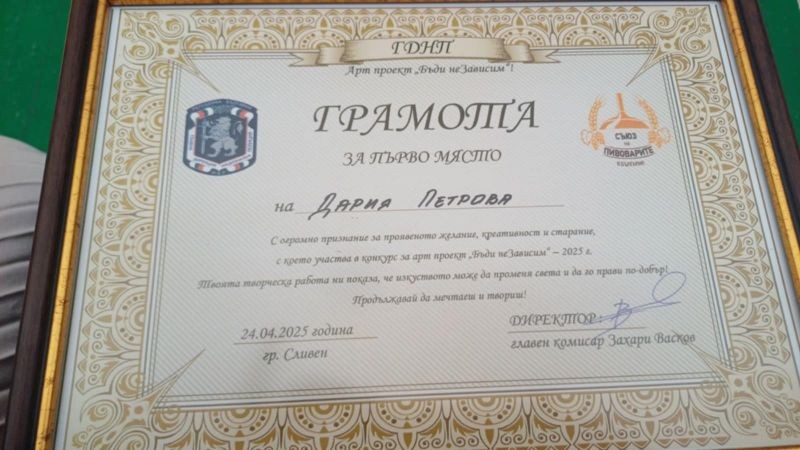 ГДНП
Арт проект „Бъди неЗависим“!
ГРАМОТА
СЪЮЗ
НА
ПИВОВАРИТЕ
В БЪЛГАРИЯ
ЗА ПЪРВО МЯСТО
на ДАРИЯ ПЕТРОВА
С огромно признание за проявеното желание, креативност и старание,
с което участва в конкурс за арт проект „Бъди неЗависим“ – 2025 г.
Твоята творческа работа ни показа, че изкуството може да променя света и да го прави по-добър!
Продължавай да мечтаеш и твориш!
24.04.2025 година
гр. Сливен
ДИРЕКТОР:
главен комисар Захари Васков